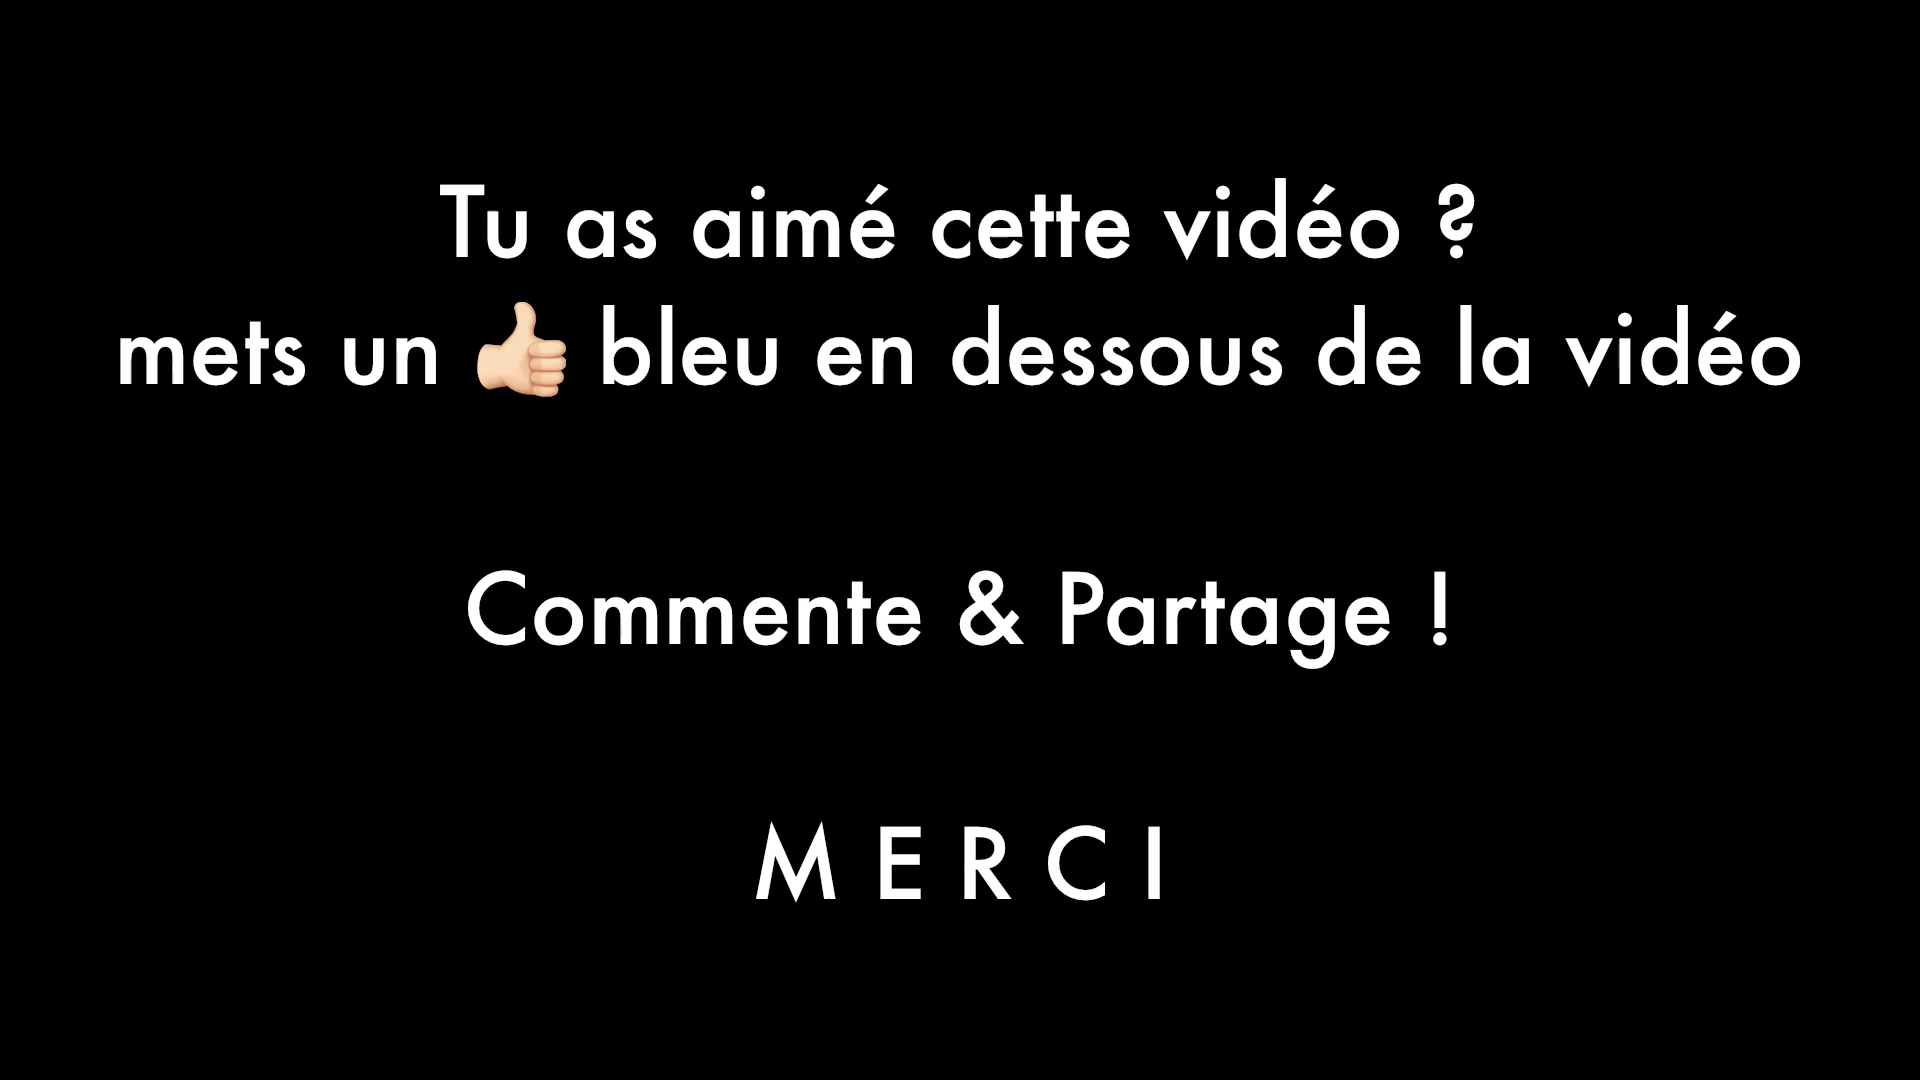 Tu as aimé cette vidéo ?
mets un 👍🏻 bleu en dessous de la vidéo
Commente & Partage !
M E R C I